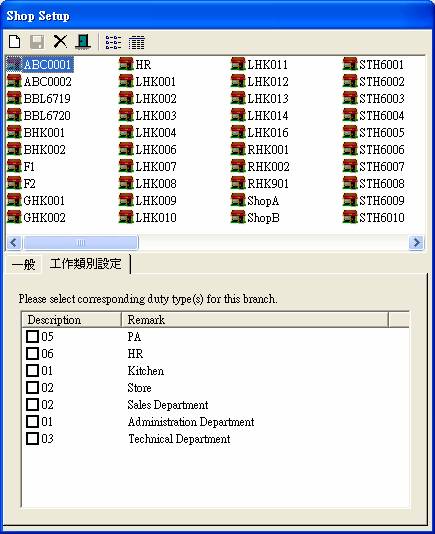 Shop Setup
ABC0001 HR LHK011 STH6001
ABC0002 LHK001 LHK012 STH6002
BBL6719 LHK002 LHK013 STH6003
BBL6720 LHK003 LHK014 STH6004
BHK001 LHK004 LHK016 STH6005
BHK002 LHK006 RHK001 STH6006
F1 LHK007 RHK002 STH6007
F2 LHK008 RHK901 STH6008
GHK001 LHK009 ShopA STH6009
GHK002 LHK010 ShopB STH6010
一般 工作類別設定
Please select corresponding duty type(s) for this branch.
Description Remark
05 PA
06 HR
01 Kitchen
02 Store
02 Sales Department
01 Administration Department
03 Technical Department